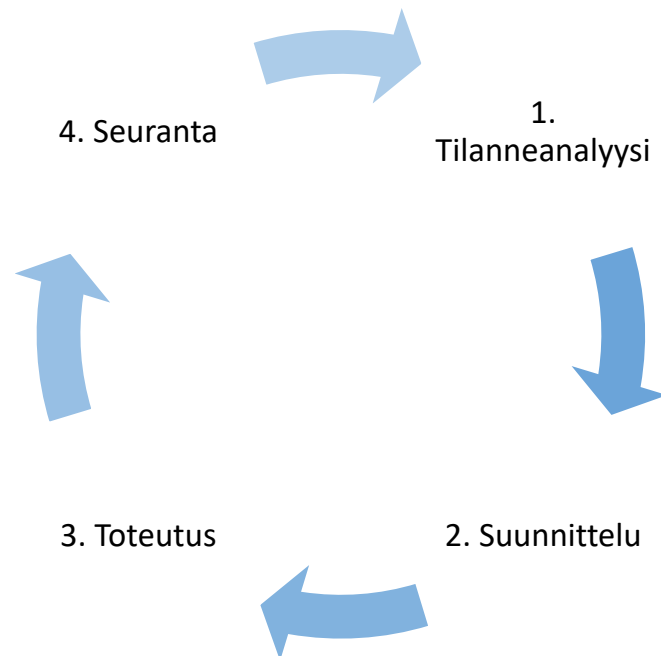 1.
Tilanneanalyysi
2. Suunnittelu
3. Toteutus
4. Seuranta